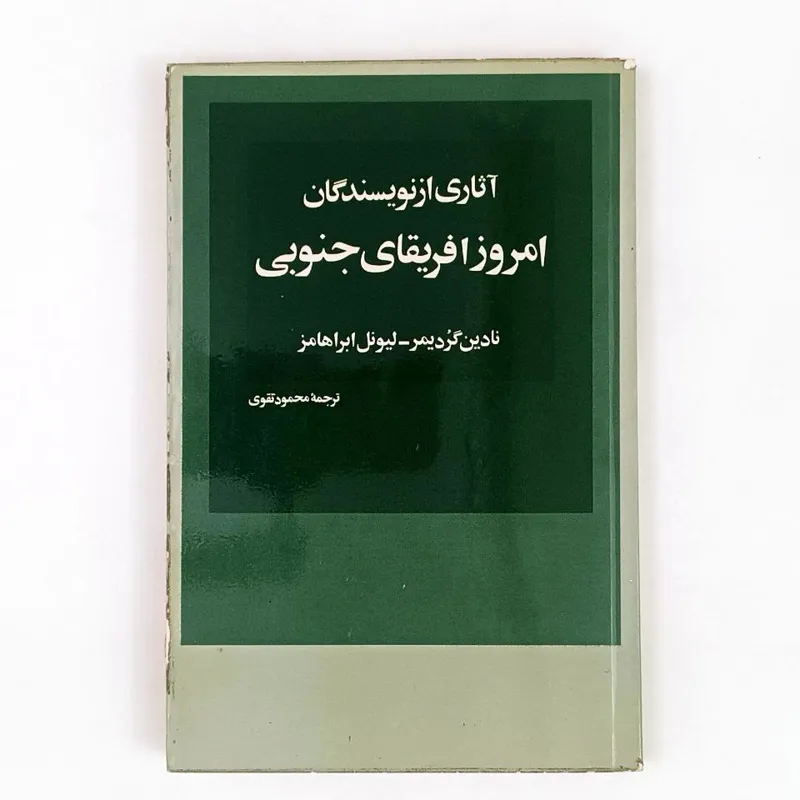 آثاری از نویسندگان
امروز افریقای جنوبی
نادین گُردیمر - لیونل ابراهامز
ترجمهٔ محمود تقوی